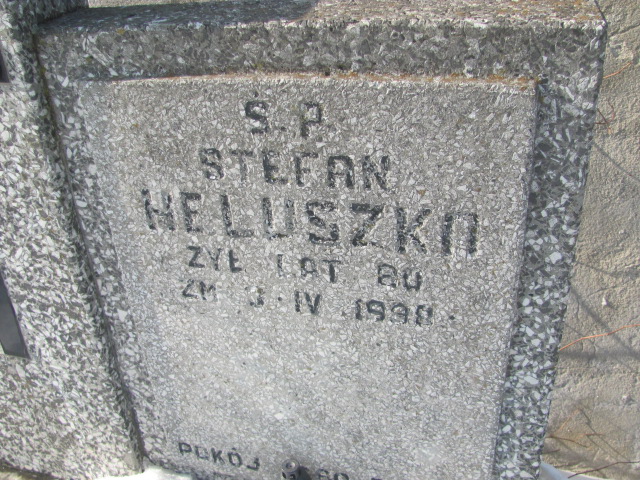 Ś.P.
STEFAN
HELUSZKA
ŻYŁ LAT 80
ZM 3·IV 1998·
POKÓJ